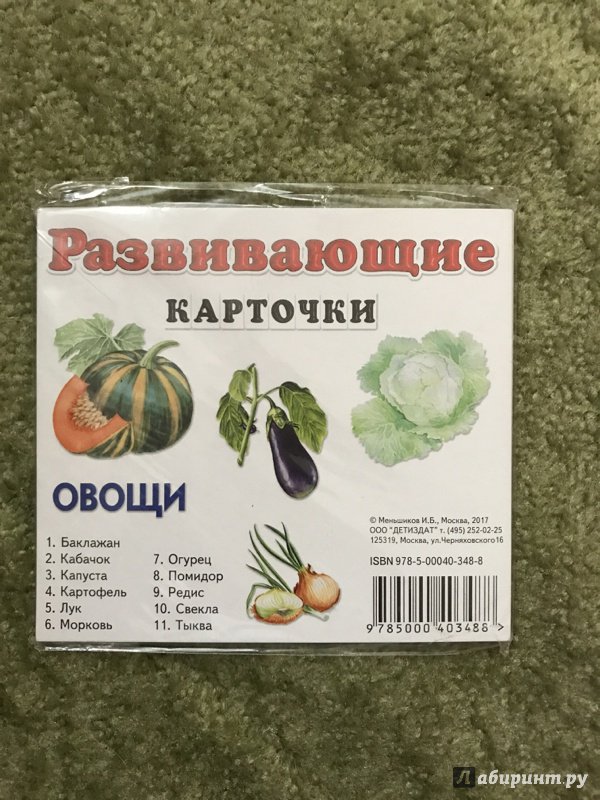 Развивающие
КАРТОЧКИ
ОВОЩИ
1. Баклажан
2. Кабачок
3. Капуста
4. Картофель
5. Лук
6. Морковь
7. Огурец
8. Помидор
9. Редис
10. Свекла
11. Тыква
© Меньшиков И.Б., Москва, 2017
ООО "ДЕТИЗДАТ" т. (495) 252-02-25
125319, Москва, ул.Черняховского16
ISBN 978-5-00040-348-8
9 785000 403488 >
Лабиринт.ру